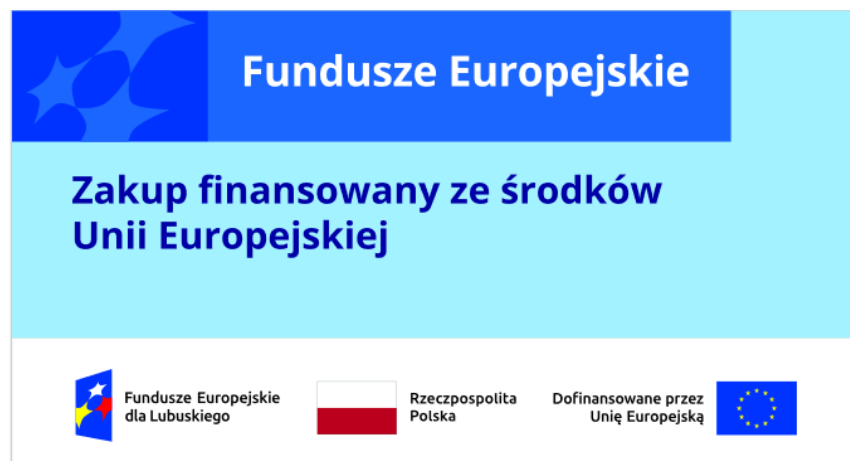 Fundusze Europejskie
Zakup finansowany ze środków
Unii Europejskiej
Fundusze Europejskie
dla Lubuskiego
Rzeczpospolita
Polska
Dofinansowane przez
Unię Europejską